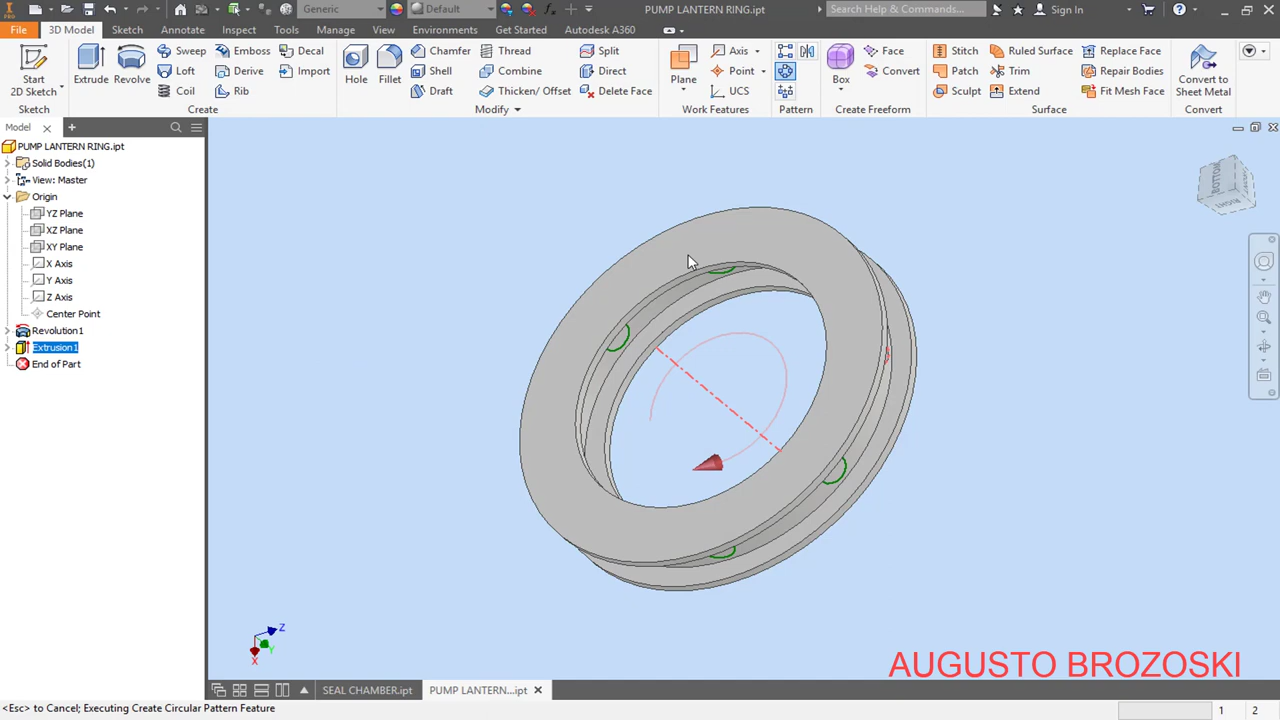 Generic Default PUMP LANTERN RING.ipt Search Help & Commands... Sign In
File 3D Model Sketch Annotate Inspect Tools Manage View Environments Get Started Autodesk A360
Start 2D Sketch
Sketch
Extrude Revolve Sweep Emboss Decal
Loft Derive Import
Coil Rib
Create
Hole Fillet Chamfer Thread Split
Shell Combine Direct
Draft Thicken/ Offset Delete Face
Modify
Plane Axis
Point
UCS
Work Features
Pattern
Box Face
Convert
Create Freeform
Stitch Ruled Surface Replace Face
Patch Trim Repair Bodies
Sculpt Extend Fit Mesh Face
Surface
Convert to Sheet Metal
Convert
Model
PUMP LANTERN RING.ipt
Solid Bodies(1)
View: Master
Origin
YZ Plane
XZ Plane
XY Plane
X Axis
Y Axis
Z Axis
Center Point
Revolution1
Extrusion1
End of Part
BOTTOM
Z
Y
X
AUGUSTO BROZOSKI
SEAL CHAMBER.ipt PUMP LANTERN...ipt
<Esc> to Cancel; Executing Create Circular Pattern Feature 1 2